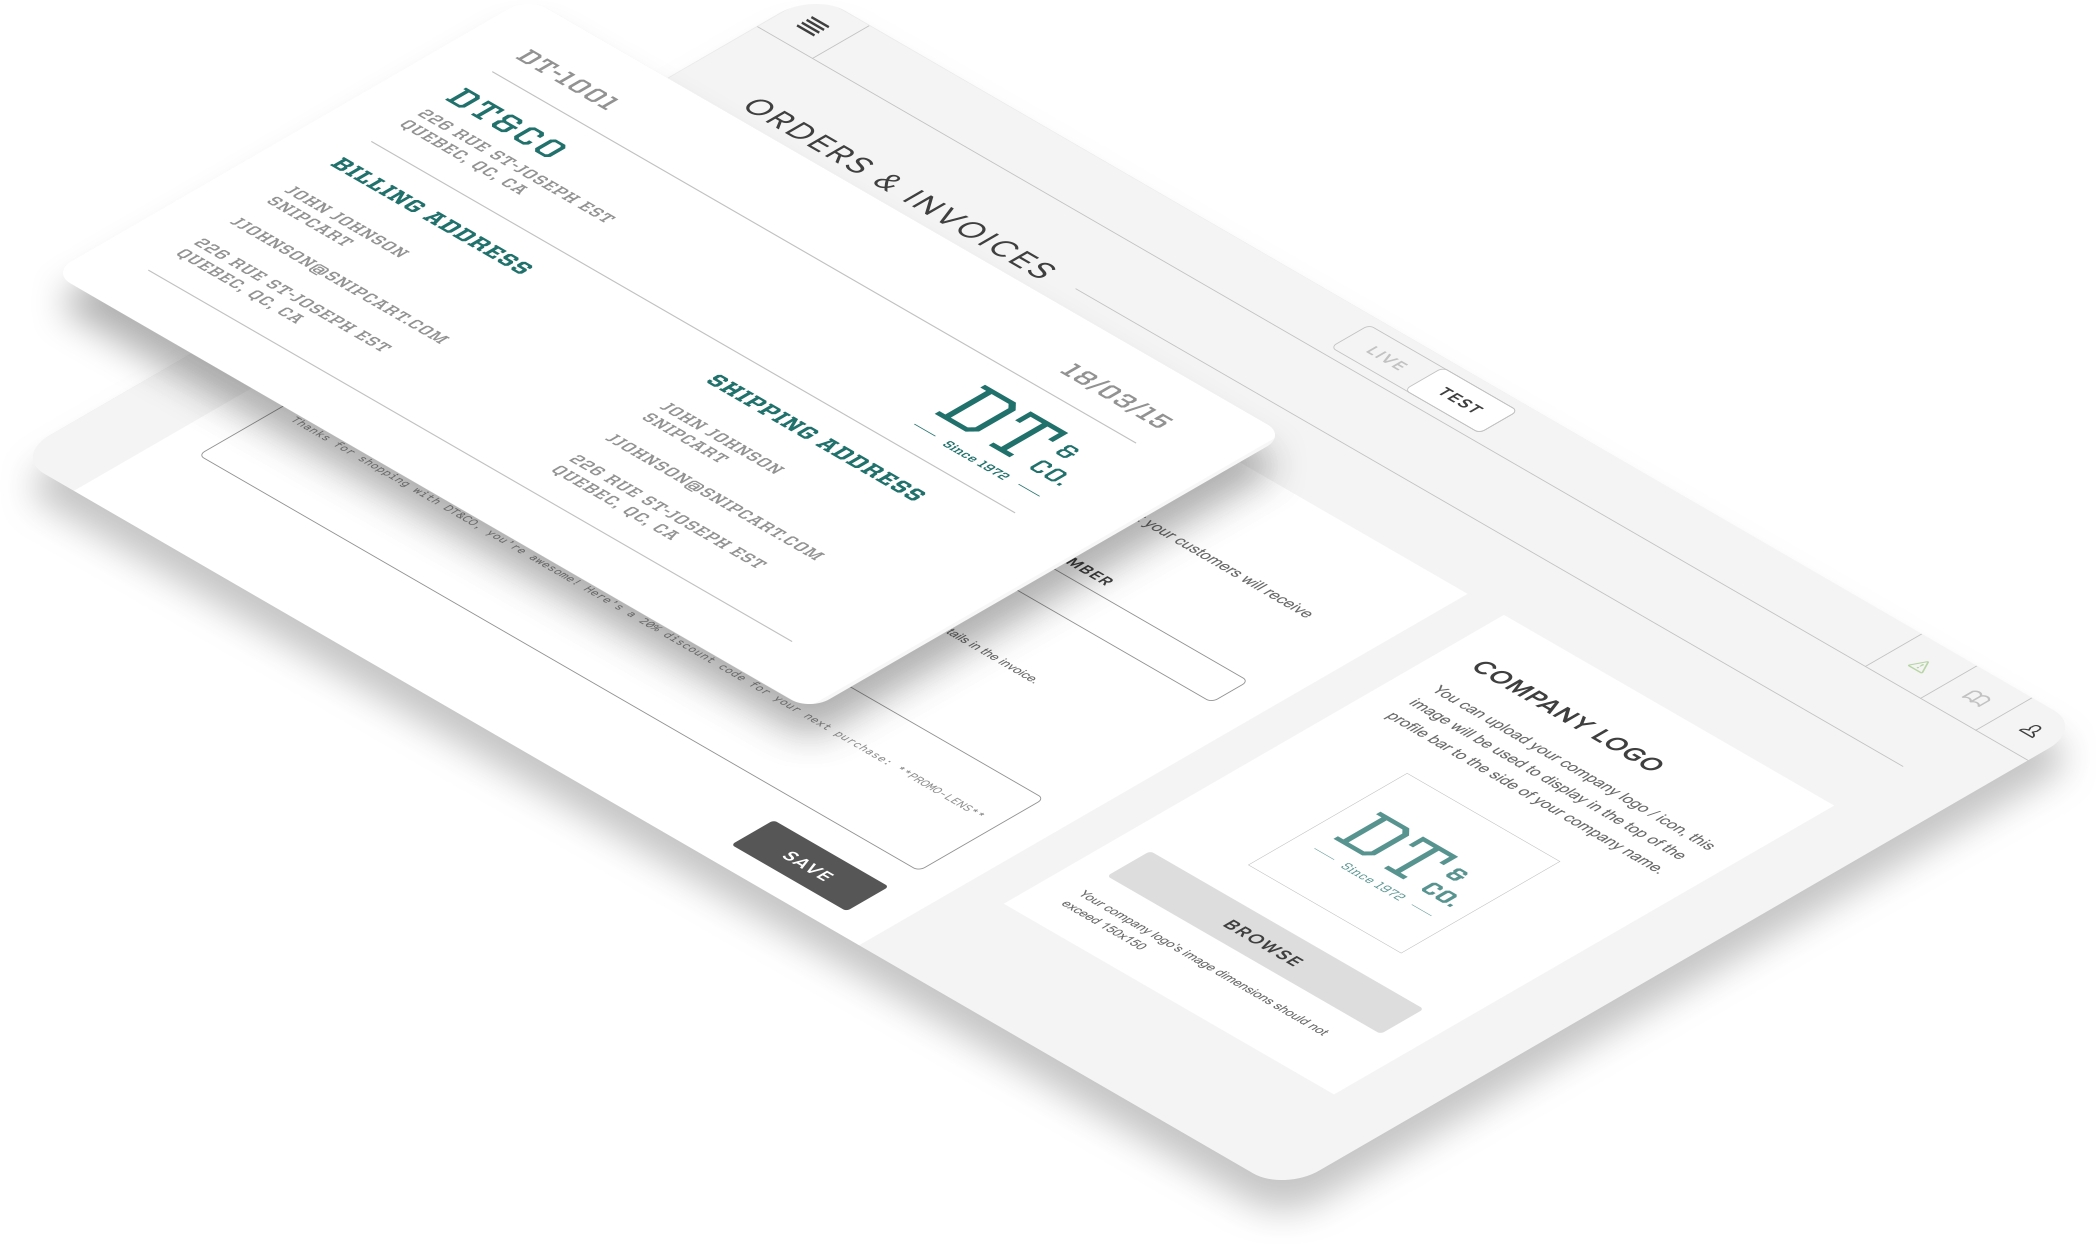 DT-1001
18/03/15
DT&CO
226 RUE ST-JOSEPH EST
QUEBEC, QC, CA
DT & CO.
Since 1972
BILLING ADDRESS
JOHN JOHNSON
SNIPCART
JJOHNSON@SNIPCART.COM
226 RUE ST-JOSEPH EST
QUEBEC, QC, CA
SHIPPING ADDRESS
JOHN JOHNSON
SNIPCART
JJOHNSON@SNIPCART.COM
226 RUE ST-JOSEPH EST
QUEBEC, QC, CA
ORDERS & INVOICES
LIVE
TEST
your customers will receive
in the invoice.
Thanks for shopping with DT&CO, you're awesome! Here's a 20% discount code for your next purchase: **PROMO-LENS**
SAVE
COMPANY LOGO
You can upload your company logo / icon, this
image will be used to display in the top of the
profile bar to the side of your company name.
DT & CO.
Since 1972
BROWSE
Your company logo's image dimensions should not
exceed 150x150